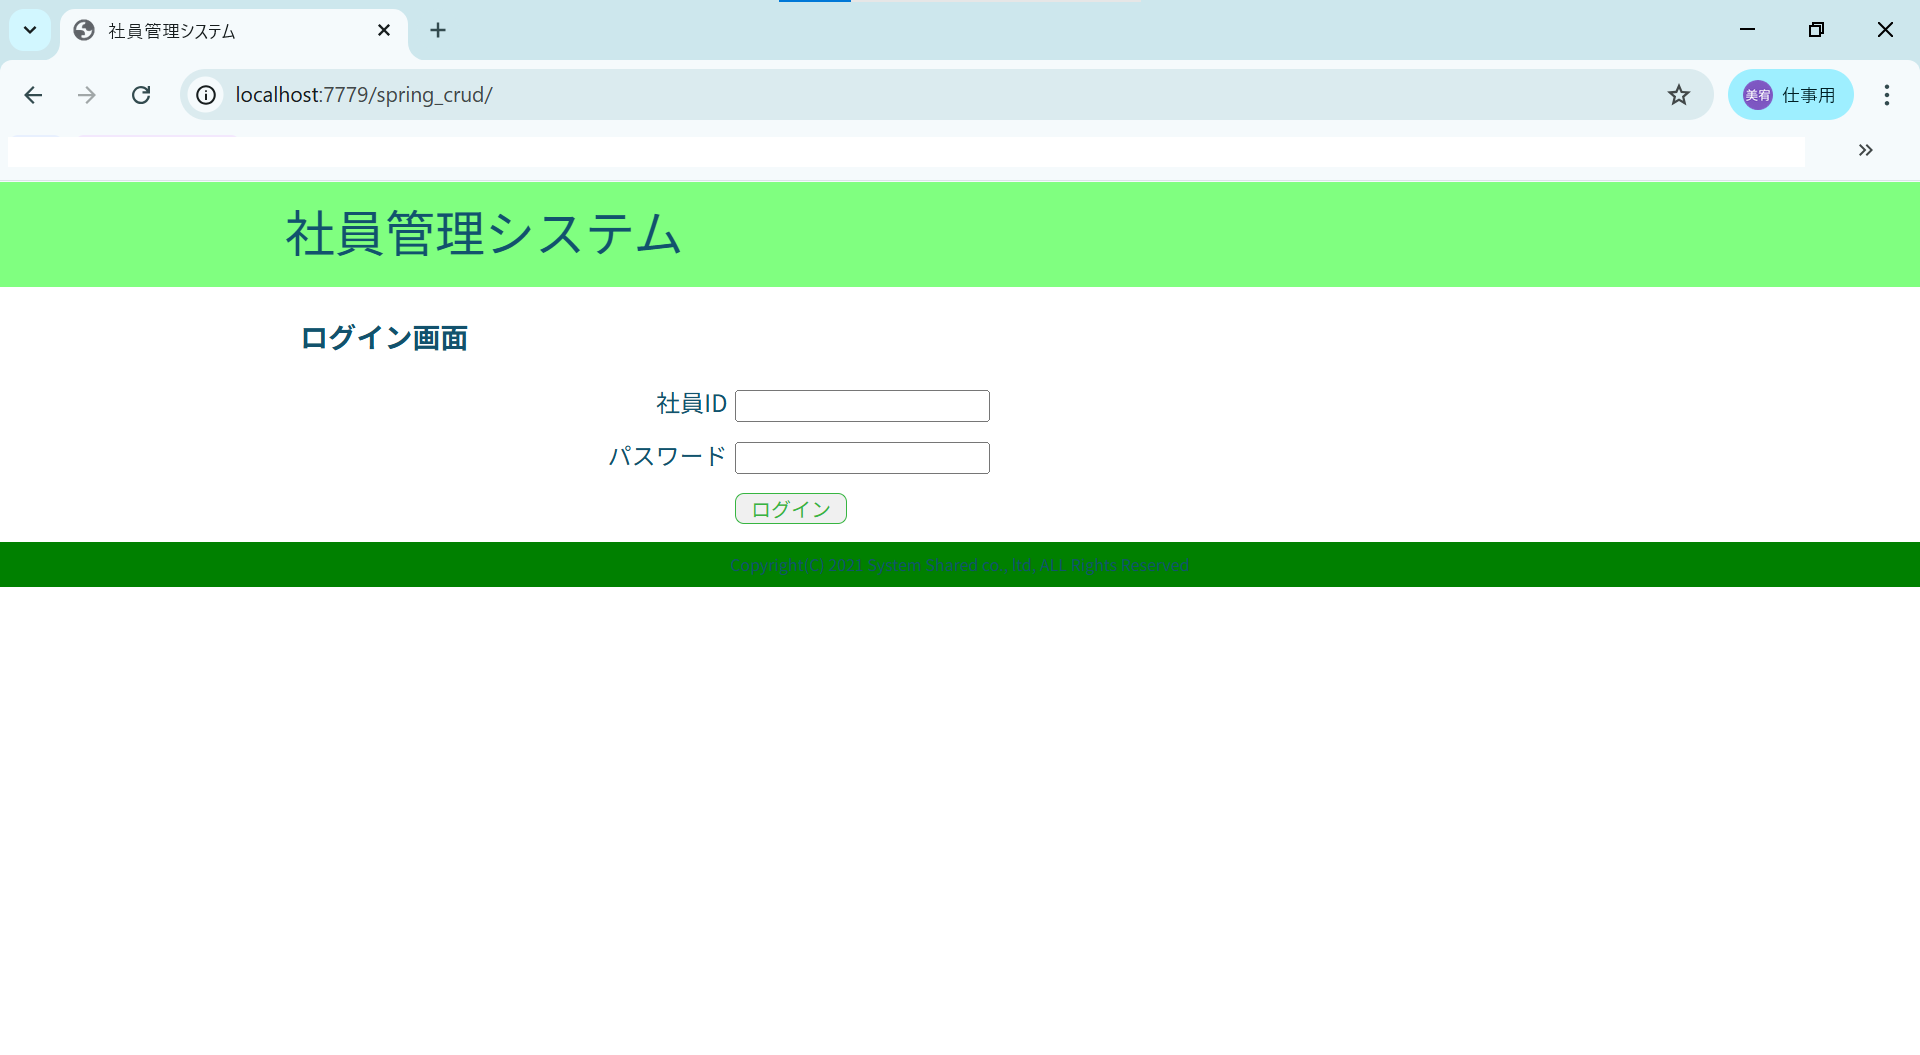 社員管理システム
localhost:7779/spring_crud/
美宥 仕事用
社員管理システム
ログイン画面
社員ID
パスワード
ログイン
Copyright(C) 2021 System Shared co., ltd. ALL Rights Reserved